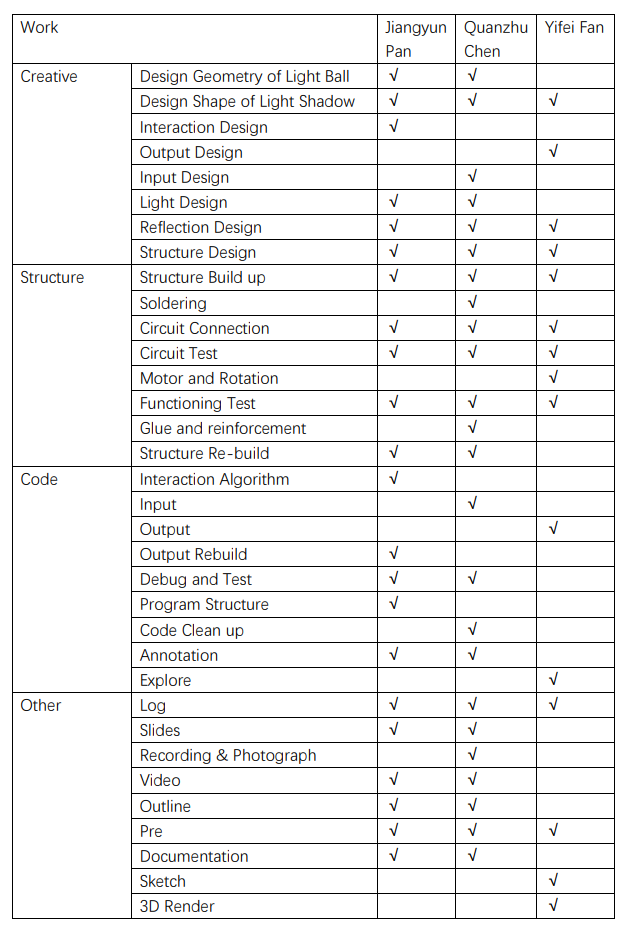 Work Jiangyun Pan Quanzhu Chen Yifei Fan
Creative Design Geometry of Light Ball √ √
Design Shape of Light Shadow √ √ √
Interaction Design √
Output Design √
Input Design √
Light Design √ √
Reflection Design √ √ √
Structure Design √ √ √
Structure Structure Build up √ √ √
Soldering √
Circuit Connection √ √ √
Circuit Test √ √ √
Motor and Rotation √
Functioning Test √ √ √
Glue and reinforcement √
Structure Re-build √ √
Code Interaction Algorithm √
Input √
Output √
Output Rebuild √
Debug and Test √ √
Program Structure √
Code Clean up √
Annotation √ √
Explore √
Other Log √ √ √
Slides √ √
Recording & Photograph √
Video √ √
Outline √ √
Pre √ √ √
Documentation √ √
Sketch √
3D Render √